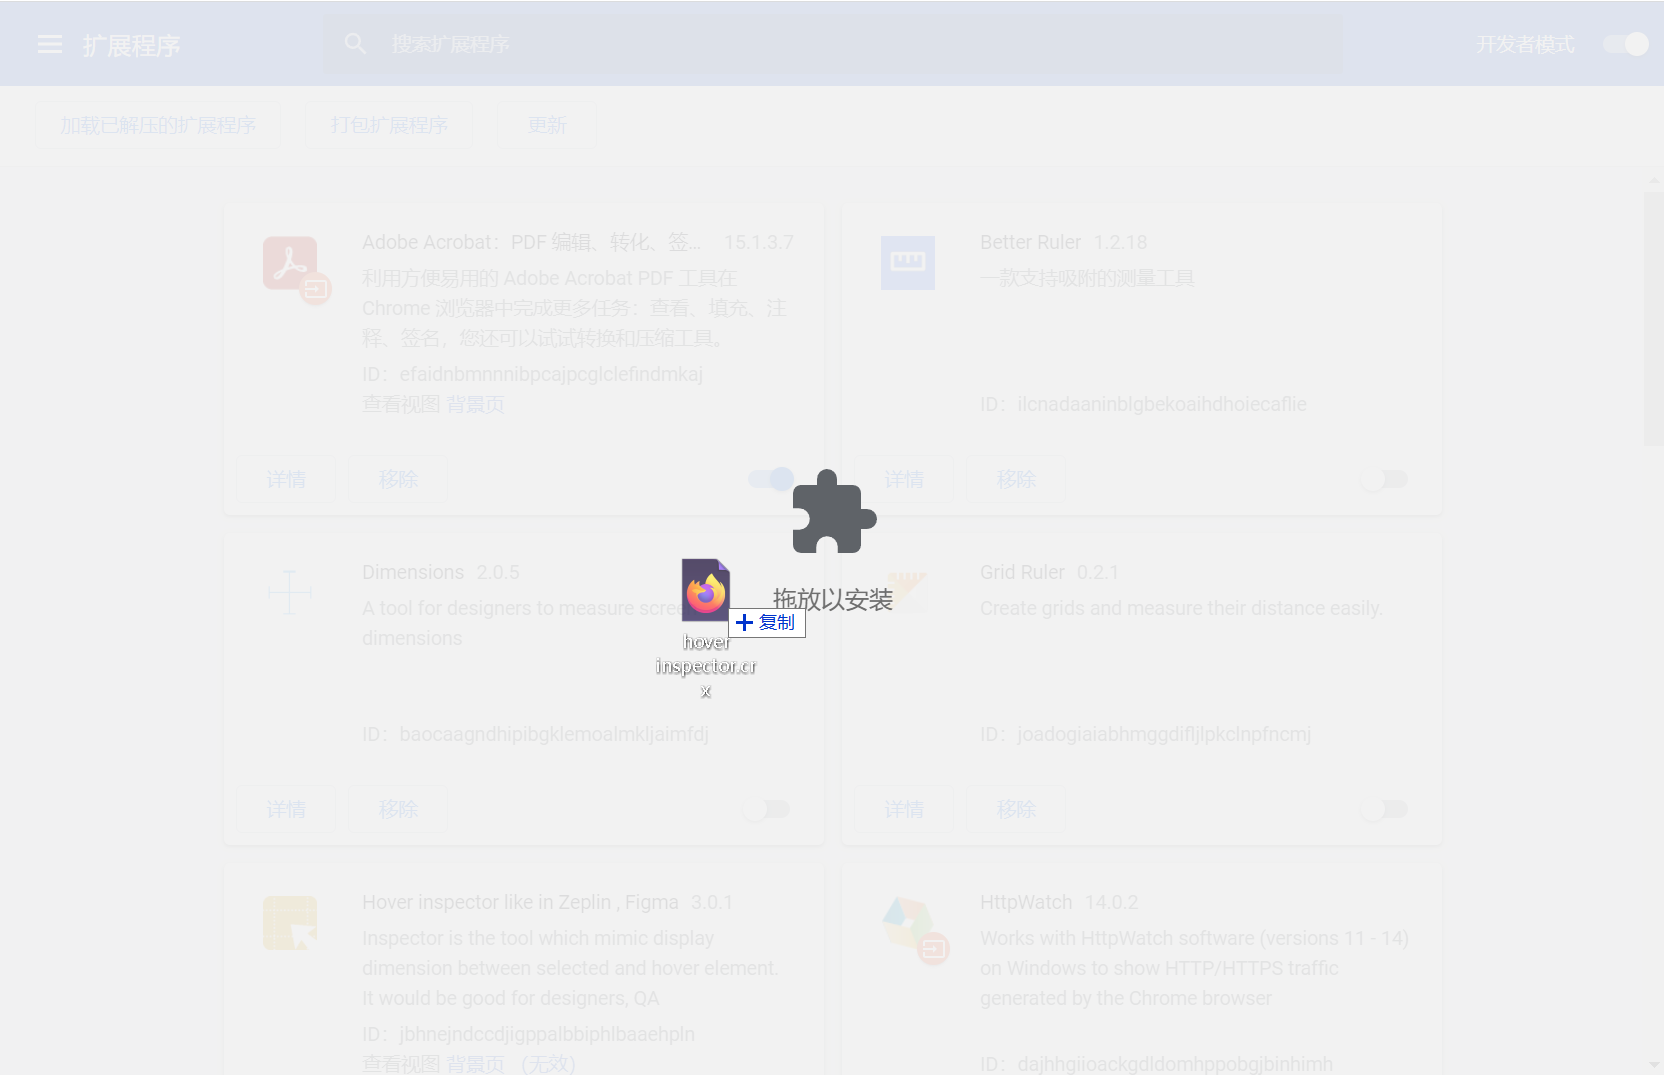 扩展程序
搜索扩展程序
开发者模式
加载已解压的扩展程序
打包扩展程序
更新
Adobe Acrobat：PDF 编辑、转化、签... 15.1.3.7
利用方便易用的 Adobe Acrobat PDF 工具在
Chrome 浏览器中完成更多任务：查看、填充、注
释、签名，您还可以试试转换和压缩工具。
ID：efaidnbmnnnibpcajpcglclefindmkaj
查看视图 背景页
详情
移除
Better Ruler 1.2.18
一款支持吸附的测量工具
ID：ilcnadaaninblgbekoaihdhoiecaflie
详情
移除
拖放以安装
复制
hover
inspector.cr
x
Dimensions 2.0.5
A tool for designers to measure scre
dimensions
ID：baocaagndhipibgklemoalmkljaimfdj
详情
移除
Grid Ruler 0.2.1
Create grids and measure their distance easily.
ID：joadogiaiabhmggdifljlpkclnpfncmj
详情
移除
Hover inspector like in Zeplin , Figma 3.0.1
Inspector is the tool which mimic display
dimension between selected and hover element.
It would be good for designers, QA
ID：jbhnejndccdjigppalbbiphlbaaehpln
查看视图 背景页 （无效）
HttpWatch 14.0.2
Works with HttpWatch software (versions 11 - 14)
on Windows to show HTTP/HTTPS traffic
generated by the Chrome browser
ID：dajhhgiioackgdldomhppobgjbinhimh